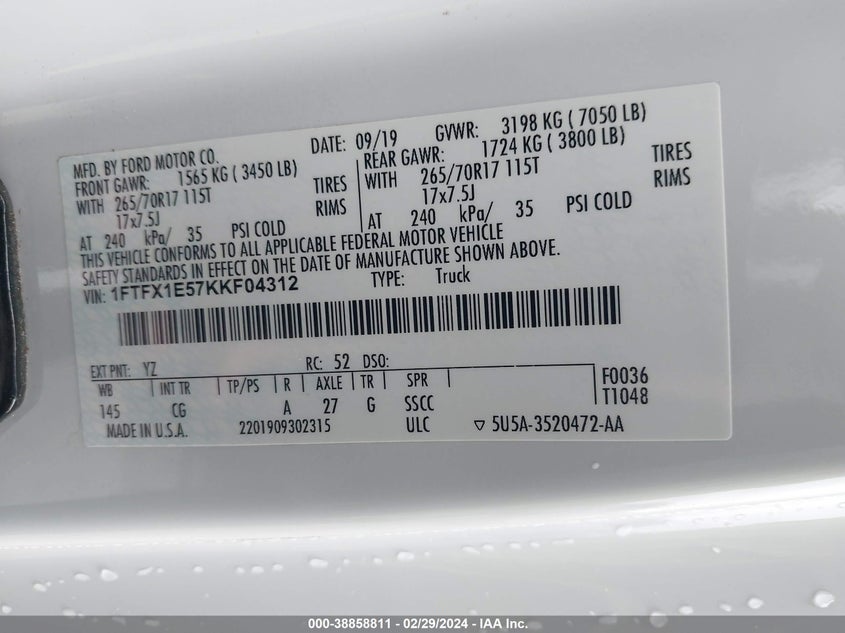 MFD. BY FORD MOTOR CO. DATE: 09/19 GVWR: 3198 KG ( 7050 LB)
FRONT GAWR: 1565 KG ( 3450 LB) REAR GAWR: 1724 KG ( 3800 LB)
WITH 265/70R17 115T TIRES WITH 265/70R17 115T TIRES
17x7.5J RIMS 17x7.5J RIMS
AT 240 kPa/ 35 PSI COLD AT 240 kPa/ 35 PSI COLD
THIS VEHICLE CONFORMS TO ALL APPLICABLE FEDERAL MOTOR VEHICLE
SAFETY STANDARDS IN EFFECT ON THE DATE OF MANUFACTURE SHOWN ABOVE.
VIN: 1FTFX1E57KKF04312 TYPE: Truck
EXT PNT: YZ RC: 52 DSO:
WB INT TR TP/PS R AXLE TR SPR F0036
145 CG A 27 G SSCC T1048
MADE IN U.S.A. 2201909302315 ULC ▽ 5U5A-3520472-AA
000-38858811 - 02/29/2024 - IAA Inc.